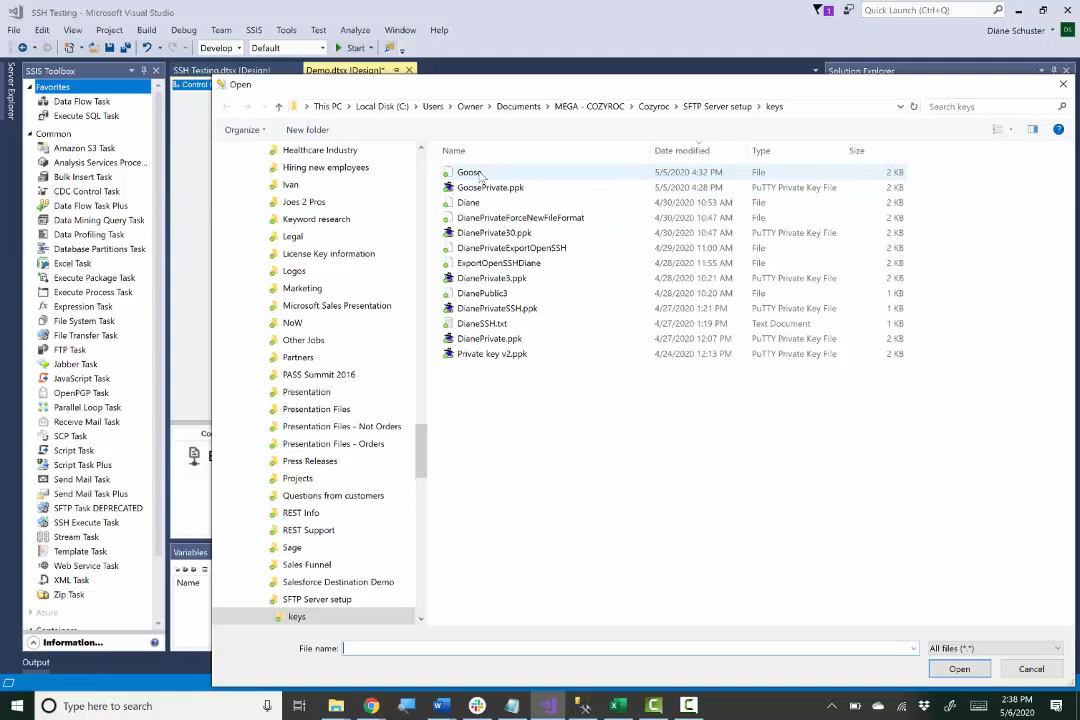 SSH Testing - Microsoft Visual Studio
1
Quick Launch (Ctrl+Q)
File Edit View Project Build Debug Team SSIS Tools Test Analyze Window Help
Diane Schuster
DS
Develop Default Start
SSIS Toolbox
SSH Testing.dtsx [Design]
Demo.dtsx [Design]*
Solution Explorer
Server Explorer
Favorites
Data Flow Task
Execute SQL Task
Common
Amazon S3 Task
Analysis Services Proce...
Bulk Insert Task
CDC Control Task
Data Flow Task Plus
Data Mining Query Task
Data Profiling Task
Database Partitions Task
Excel Task
Execute Package Task
Execute Process Task
Expression Task
File System Task
File Transfer Task
FTP Task
Jabber Task
JavaScript Task
OpenPGP Task
Parallel Loop Task
Receive Mail Task
SCP Task
Script Task
Script Task Plus
Send Mail Task
Send Mail Task Plus
SFTP Task DEPRECATED
SSH Execute Task
Stream Task
Template Task
Web Service Task
XML Task
Zip Task
Azure
Information...
Output
Control
Co
Variables
Name
Open
This PC > Local Disk (C:) > Users > Owner > Documents > MEGA - COZYROC > Cozyroc > SFTP Server setup > keys
Search keys
Organize New folder
Healthcare Industry
Hiring new employees
Ivan
Joes 2 Pros
Keyword research
Legal
License Key information
Logos
Marketing
Microsoft Sales Presentation
NoW
Other Jobs
Partners
PASS Summit 2016
Presentation
Presentation Files
Presentation Files - Not Orders
Presentation Files - Orders
Press Releases
Projects
Questions from customers
REST Info
REST Support
Sage
Sales Funnel
Salesforce Destination Demo
SFTP Server setup
keys
Name Date modified Type Size
Goose 5/5/2020 4:32 PM File 2 KB
GoosePrivate.ppk 5/5/2020 4:28 PM PuTTY Private Key File 2 KB
Diane 4/30/2020 10:53 AM File 2 KB
DianePrivateForceNewFileFormat 4/30/2020 10:47 AM File 2 KB
DianePrivate30.ppk 4/30/2020 10:47 AM PuTTY Private Key File 2 KB
DianePrivateExportOpenSSH 4/29/2020 11:00 AM File 2 KB
ExportOpenSSHDiane 4/28/2020 11:55 AM File 2 KB
DianePrivate3.ppk 4/28/2020 10:21 AM PuTTY Private Key File 2 KB
DianePublic3 4/28/2020 10:20 AM File 1 KB
DianePrivateSSH.ppk 4/27/2020 1:21 PM PuTTY Private Key File 1 KB
DianeSSH.txt 4/27/2020 1:19 PM Text Document 1 KB
DianePrivate.ppk 4/27/2020 12:07 PM PuTTY Private Key File 2 KB
Private key v2.ppk 4/24/2020 12:13 PM PuTTY Private Key File 2 KB
File name:
All files (*.*)
Open Cancel
Type here to search
2:38 PM
5/6/2020